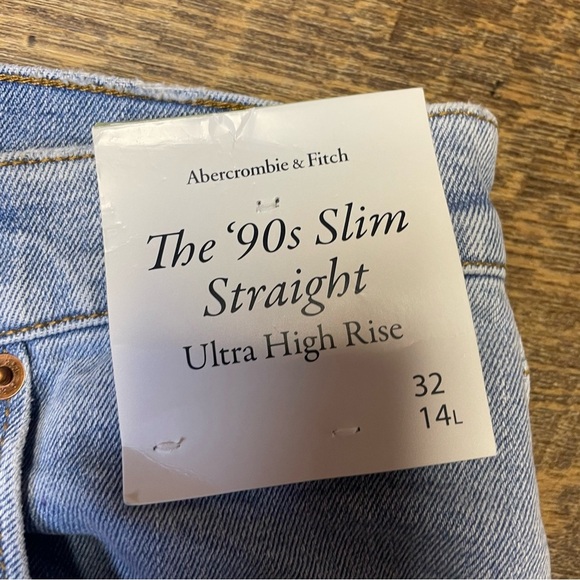 Abercrombie & Fitch
The ‘90s Slim
Straight
Ultra High Rise
32
14L